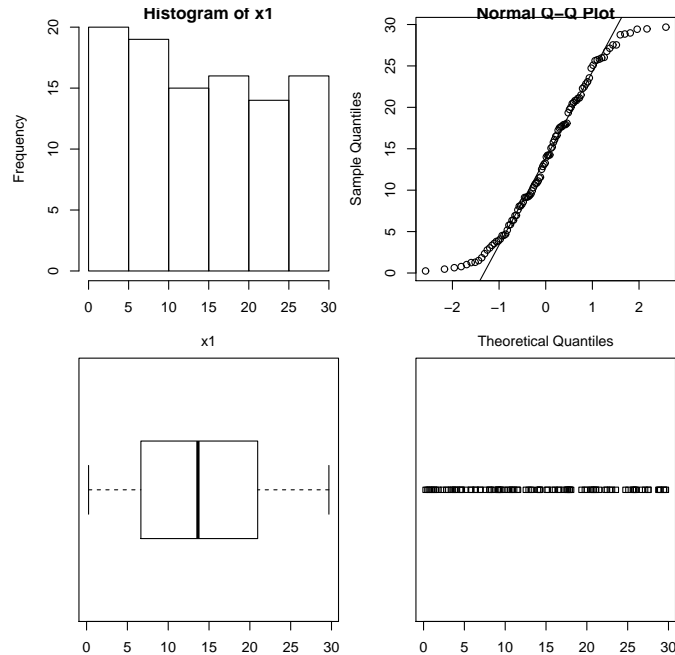 Histogram of x1
Frequency
0
5
10
15
20
0 5 10 15 20 25 30
x1
Normal Q−Q Plot
Sample Quantiles
0
5
10
15
20
25
30
−2 −1 0 1 2
Theoretical Quantiles
0 5 10 15 20 25 30
0 5 10 15 20 25 30